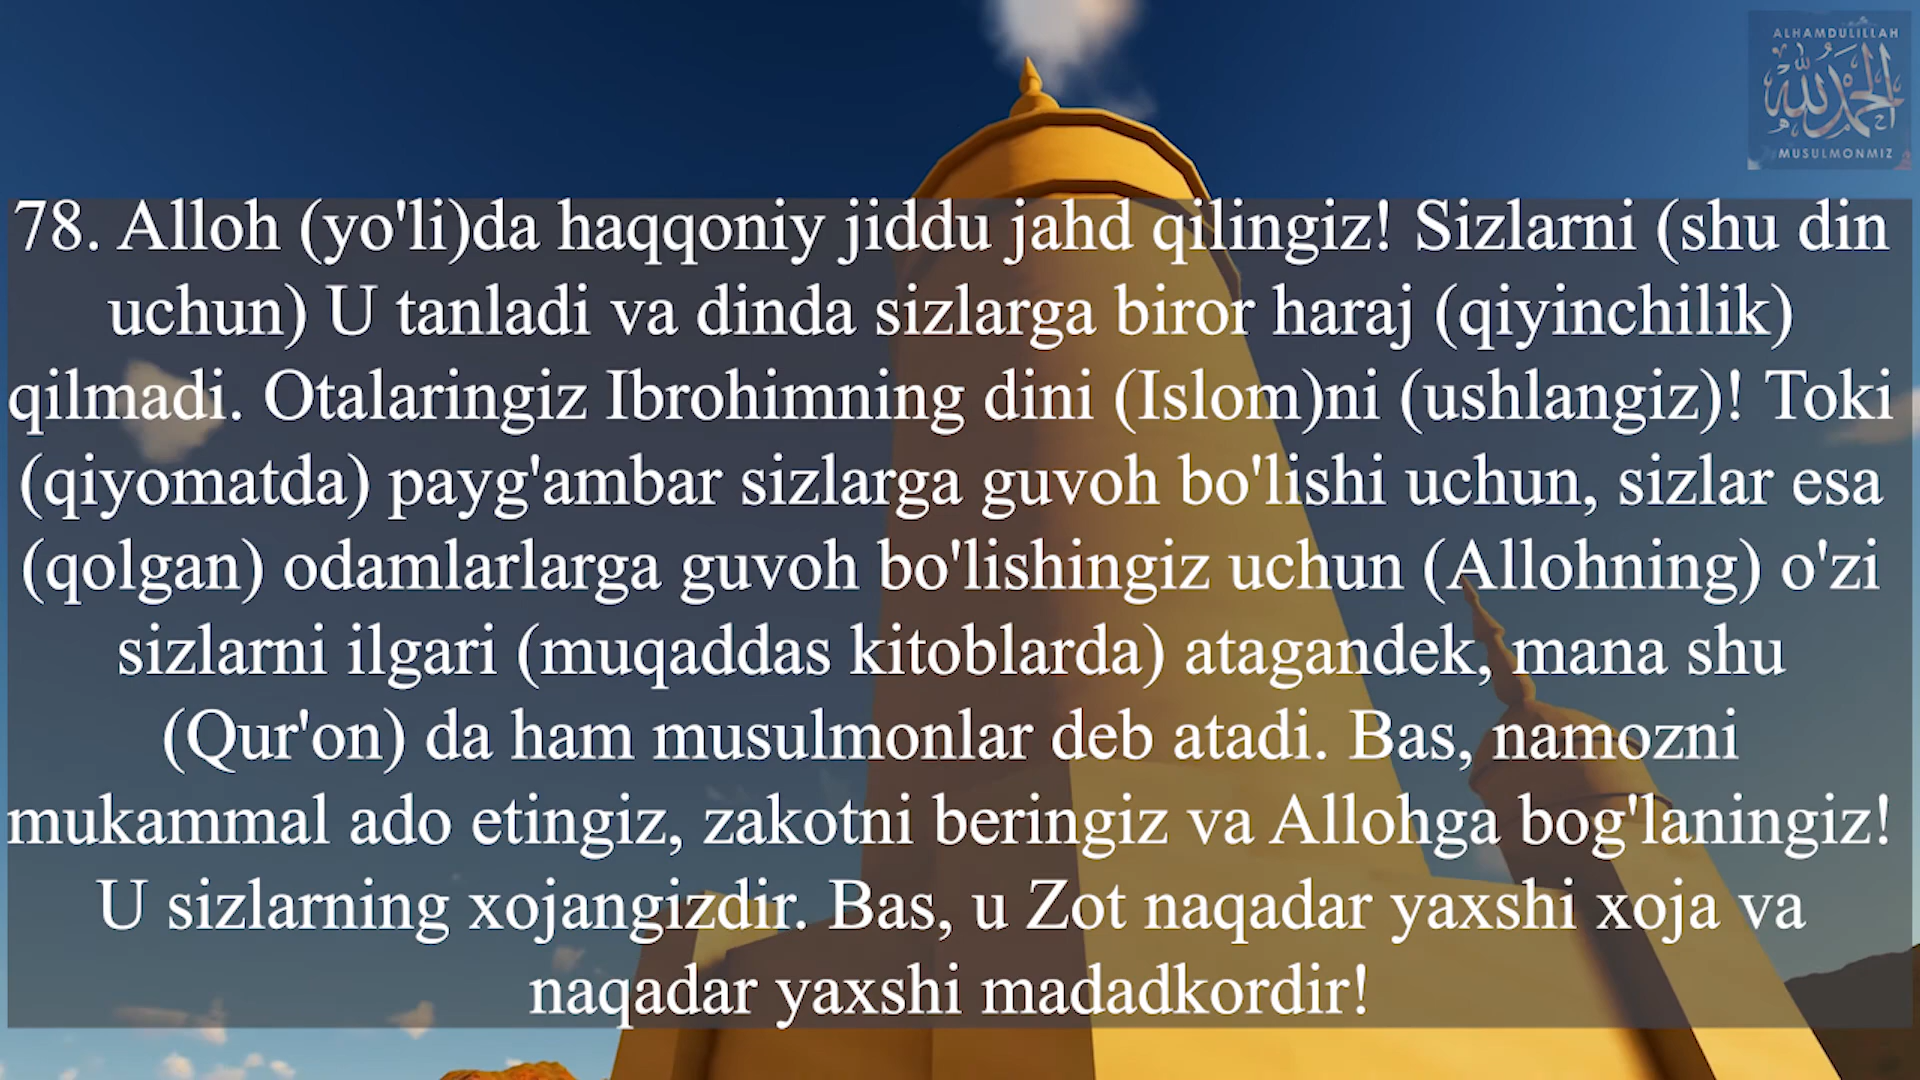 ALHAMDULILLAH
الحمد لله
MUSULMONMIZ
78. Alloh (yo'li)da haqqoniy jiddu jahd qilingiz! Sizlarni (shu din
uchun) U tanladi va dinda sizlarga biror haraj (qiyinchilik)
qilmadi. Otalaringiz Ibrohimning dini (Islom)ni (ushlangiz)! Toki
(qiyomatda) payg'ambar sizlarga guvoh bo'lishi uchun, sizlar esa
(qolgan) odamlarlarga guvoh bo'lishingiz uchun (Allohning) o'zi
sizlarni ilgari (muqaddas kitoblarda) atagandek, mana shu
(Qur'on) da ham musulmonlar deb atadi. Bas, namozni
mukammal ado etingiz, zakotni beringiz va Allohga bog'laningiz!
U sizlarning xojangizdir. Bas, u Zot naqadar yaxshi xoja va
naqadar yaxshi madadkordir!